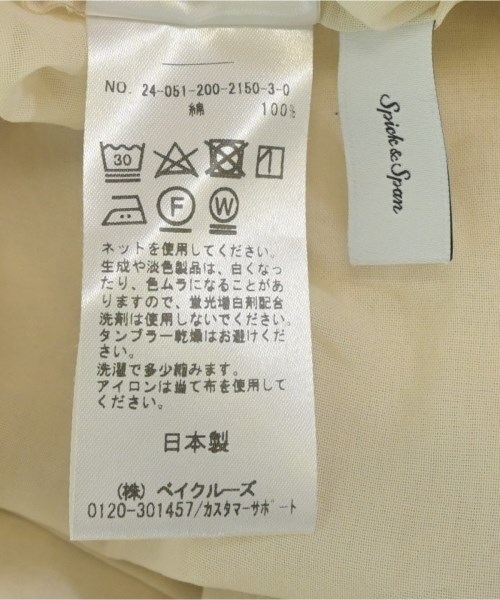 NO. 24-051-200-2150-3-0
綿 100%
30
F W
ネットを使用してください。
生成や淡色製品は、白くなっ
たり、色ムラになることがあ
りますので、蛍光増白剤配合
洗剤は使用しないでください。
タンブラー乾燥はお避けくだ
さい。
洗濯で多少縮みます。
アイロンは当て布を使用して
ください。
日本製
(株) ベイクルーズ
0120-301457/カスタマーサポート
Spick & Span